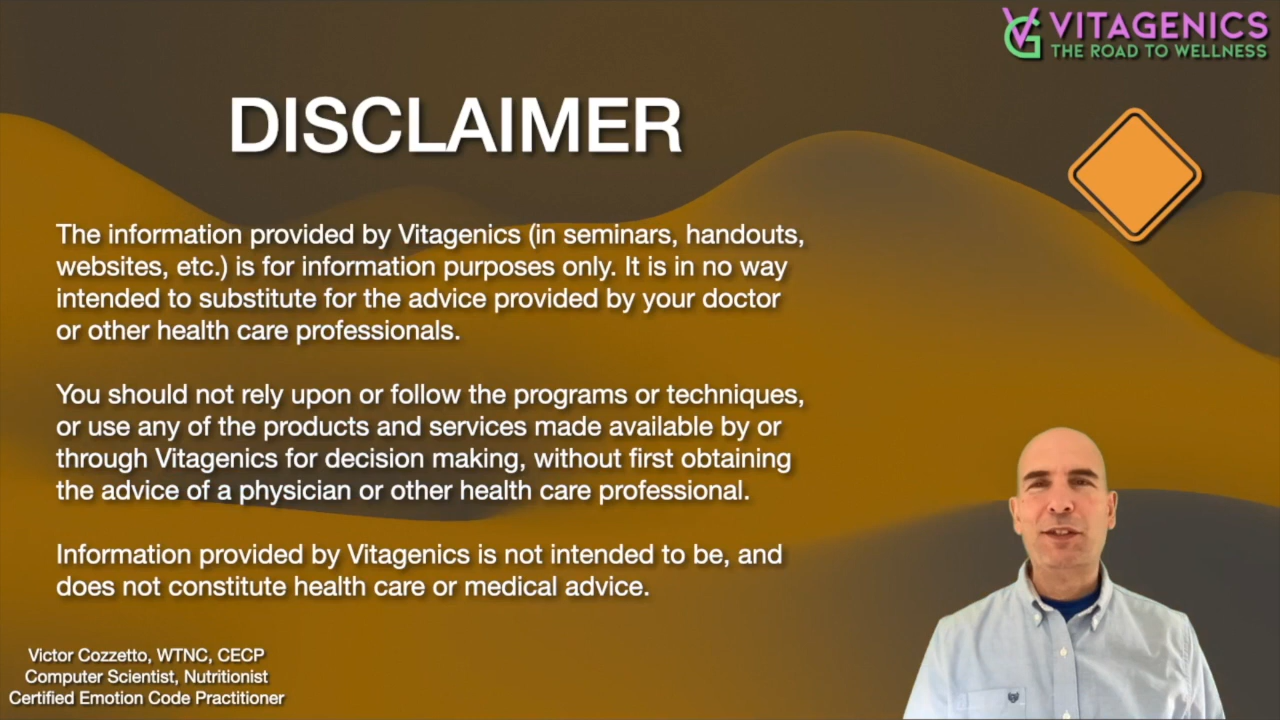 VITAGENICS
THE ROAD TO WELLNESS
DISCLAIMER
The information provided by Vitagenics (in seminars, handouts,
websites, etc.) is for information purposes only. It is in no way
intended to substitute for the advice provided by your doctor
or other health care professionals.
You should not rely upon or follow the programs or techniques,
or use any of the products and services made available by or
through Vitagenics for decision making, without first obtaining
the advice of a physician or other health care professional.
Information provided by Vitagenics is not intended to be, and
does not constitute health care or medical advice.
Victor Cozzetto, WTNC, CECP
Computer Scientist, Nutritionist
Certified Emotion Code Practitioner